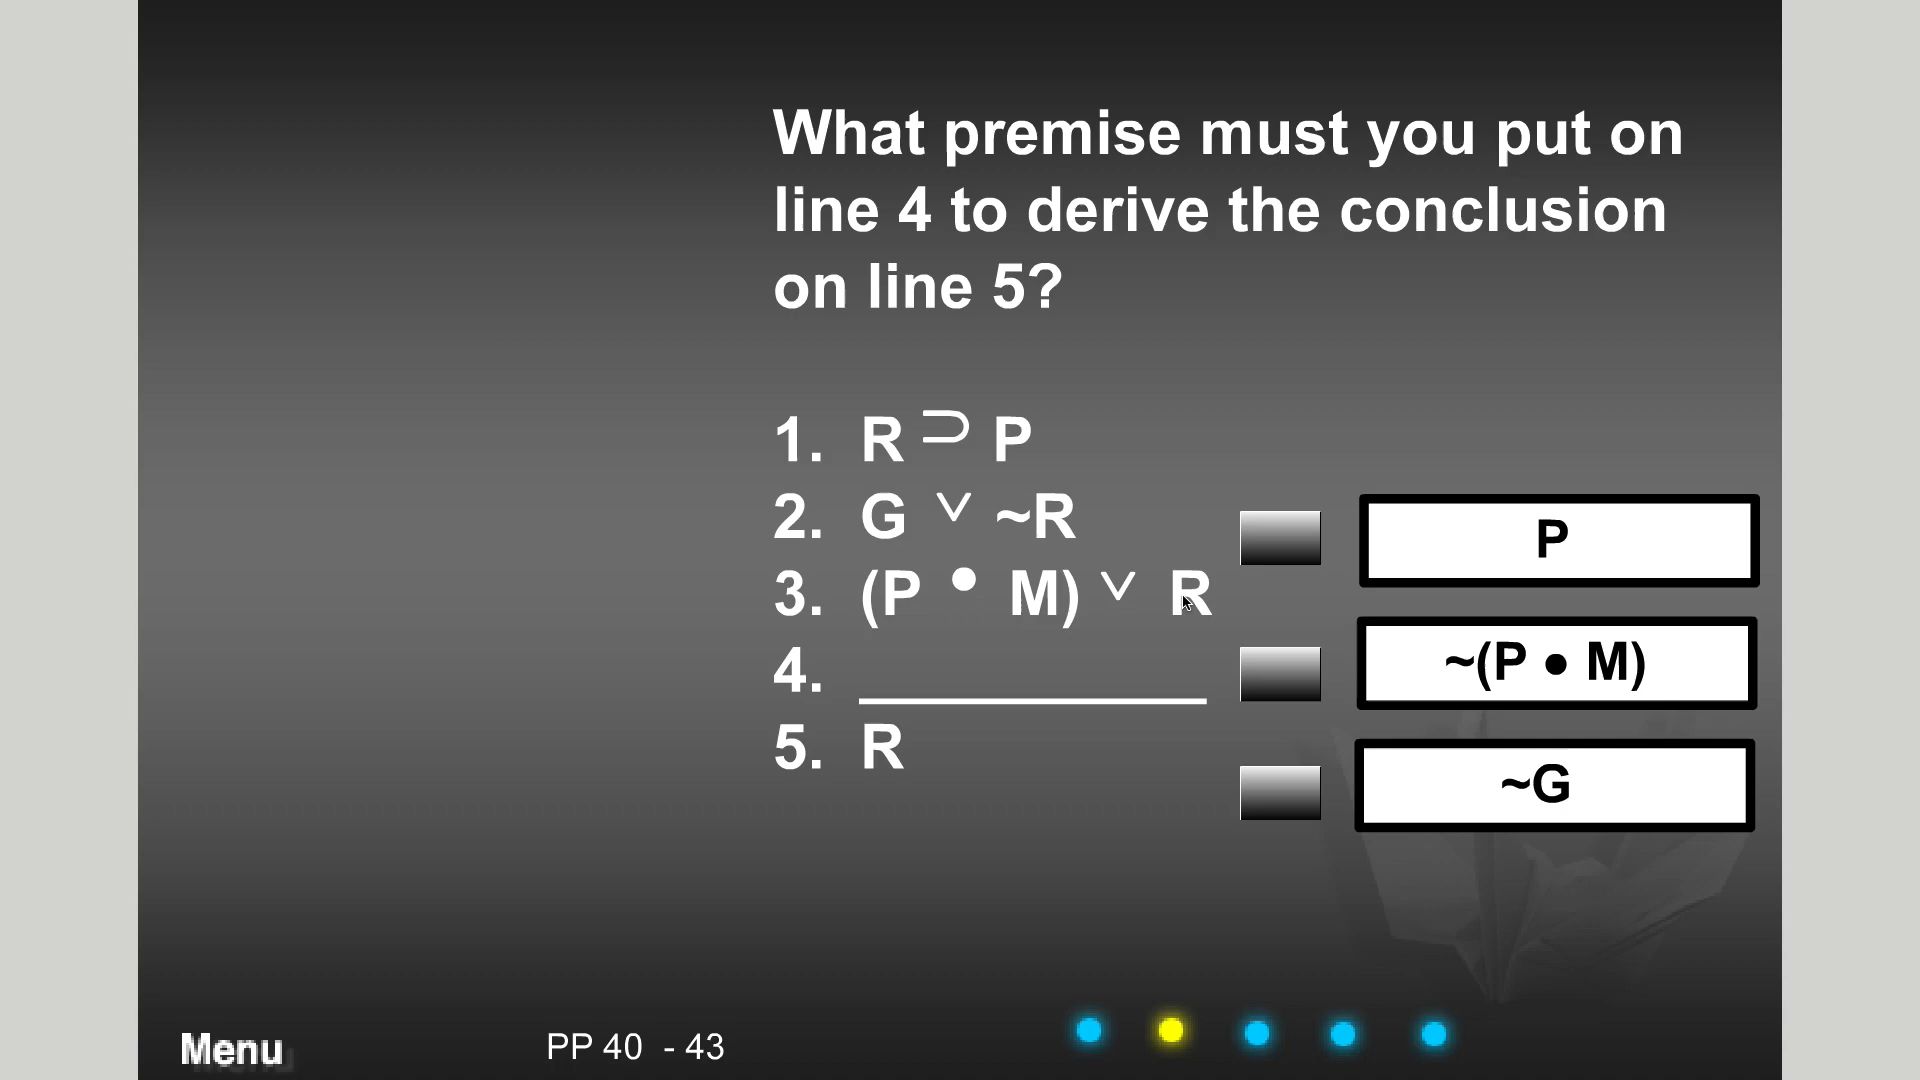 What premise must you put on
line 4 to derive the conclusion
on line 5?
1. R ⊃ P
2. G ∨ ~R
3. (P • M) ∨ R
4. 
5. R
P
~(P • M)
~G
Menu
PP 40 - 43